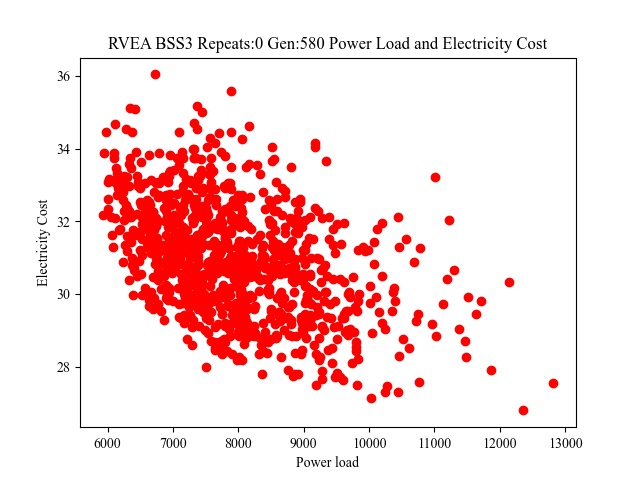 RVEA BSS3 Repeats:0 Gen:580 Power Load and Electricity Cost
36
34
32
30
28
Electricity Cost
6000 7000 8000 9000 10000 11000 12000 13000
Power load